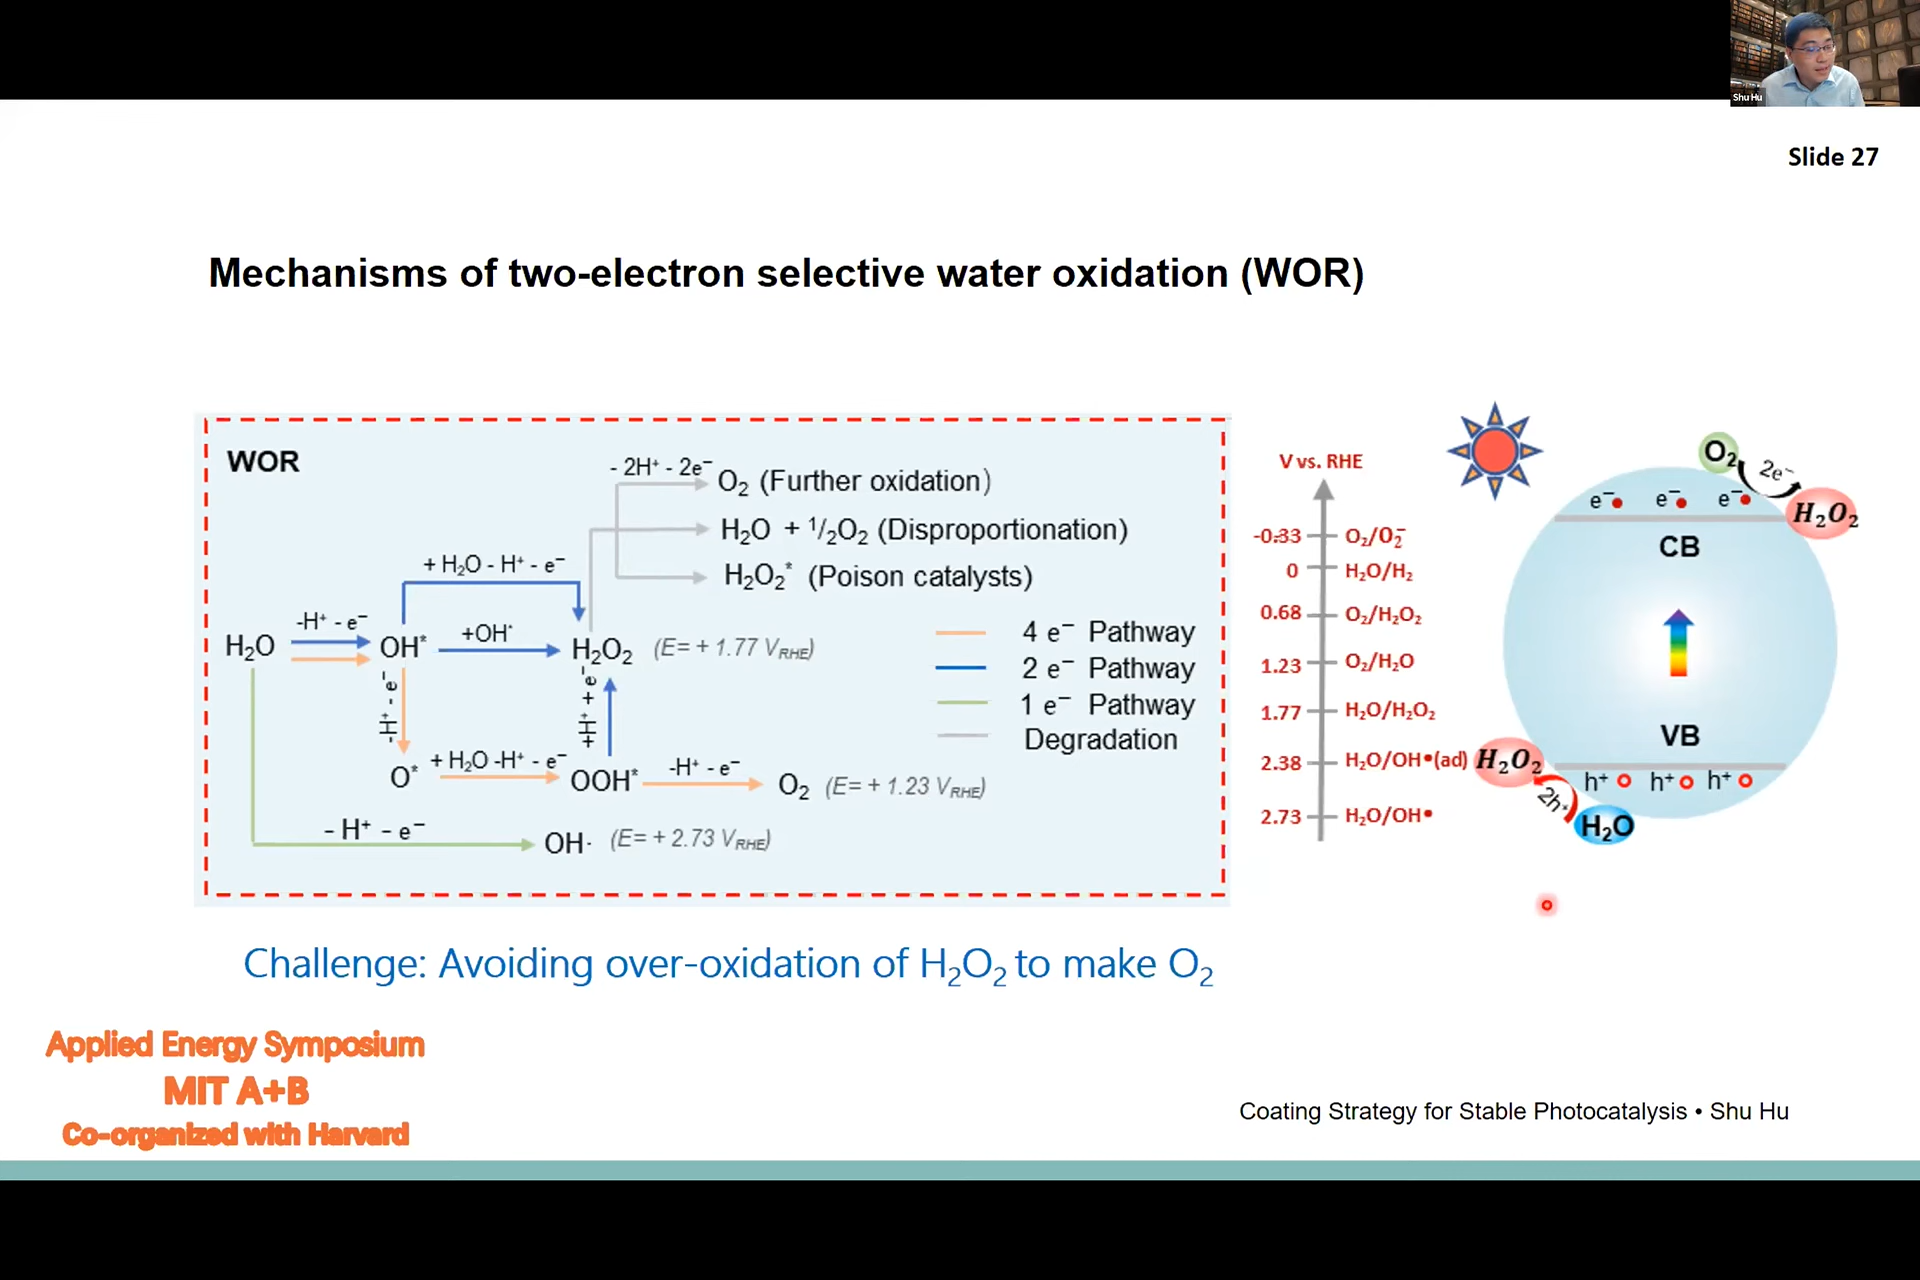 Shu Hu
Slide 27
Mechanisms of two-electron selective water oxidation (WOR)
WOR
- 2H⁺ - 2e⁻
O₂ (Further oxidation)
H₂O + ¹/₂O₂ (Disproportionation)
H₂O₂* (Poison catalysts)
+ H₂O - H⁺ - e⁻
-H⁺ - e⁻
+OH*
H₂O
OH*
H₂O₂
(E= + 1.77 V_RHE)
-H⁺ - e⁻
+H⁺ + e⁻
4 e⁻ Pathway
2 e⁻ Pathway
1 e⁻ Pathway
Degradation
O*
+ H₂O -H⁺ - e⁻
OOH*
-H⁺ - e⁻
O₂
(E= + 1.23 V_RHE)
- H⁺ - e⁻
OH·
(E= + 2.73 V_RHE)
V vs. RHE
-0.33 O₂/O₂⁻
0 H₂O/H₂
0.68 O₂/H₂O₂
1.23 O₂/H₂O
1.77 H₂O/H₂O₂
2.38 H₂O/OH•(ad)
2.73 H₂O/OH•
O₂
2e⁻
H₂O₂
e⁻ e⁻ e⁻
CB
VB
h⁺ h⁺ h⁺
H₂O₂
2h⁺
H₂O
Challenge: Avoiding over-oxidation of H₂O₂ to make O₂
Applied Energy Symposium
MIT A+B
Co-organized with Harvard
Coating Strategy for Stable Photocatalysis • Shu Hu